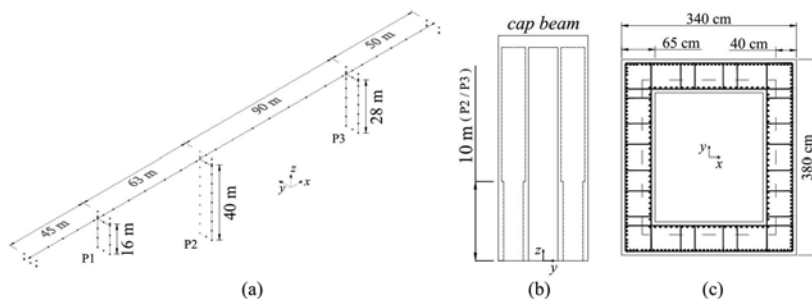 50 m
90 m
63 m
45 m
28 m
40 m
16 m
P3
P2
P1
z
y
x
(a)
cap beam
10 m (P2 / P3)
z
y
(b)
340 cm
65 cm
40 cm
y
x
380 cm
(c)